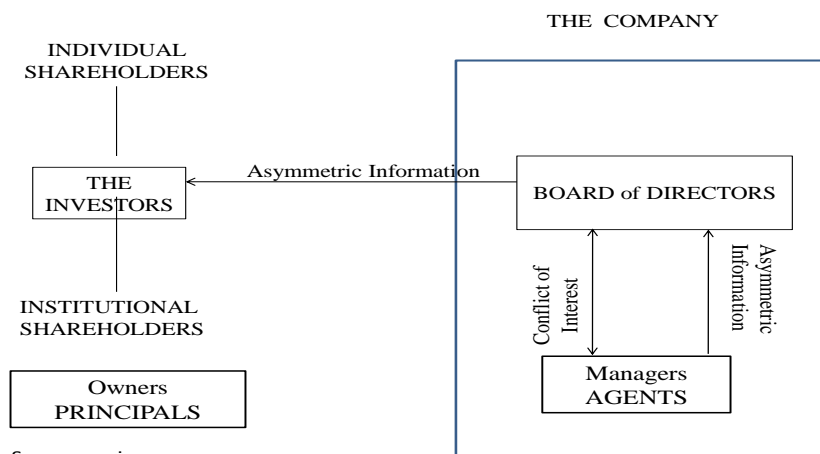 THE COMPANY
INDIVIDUAL
SHAREHOLDERS
Asymmetric Information
THE
INVESTORS
BOARD of DIRECTORS
Conflict of
Interest
Asymmetric
Information
INSTITUTIONAL
SHAREHOLDERS
Owners
PRINCIPALS
Managers
AGENTS